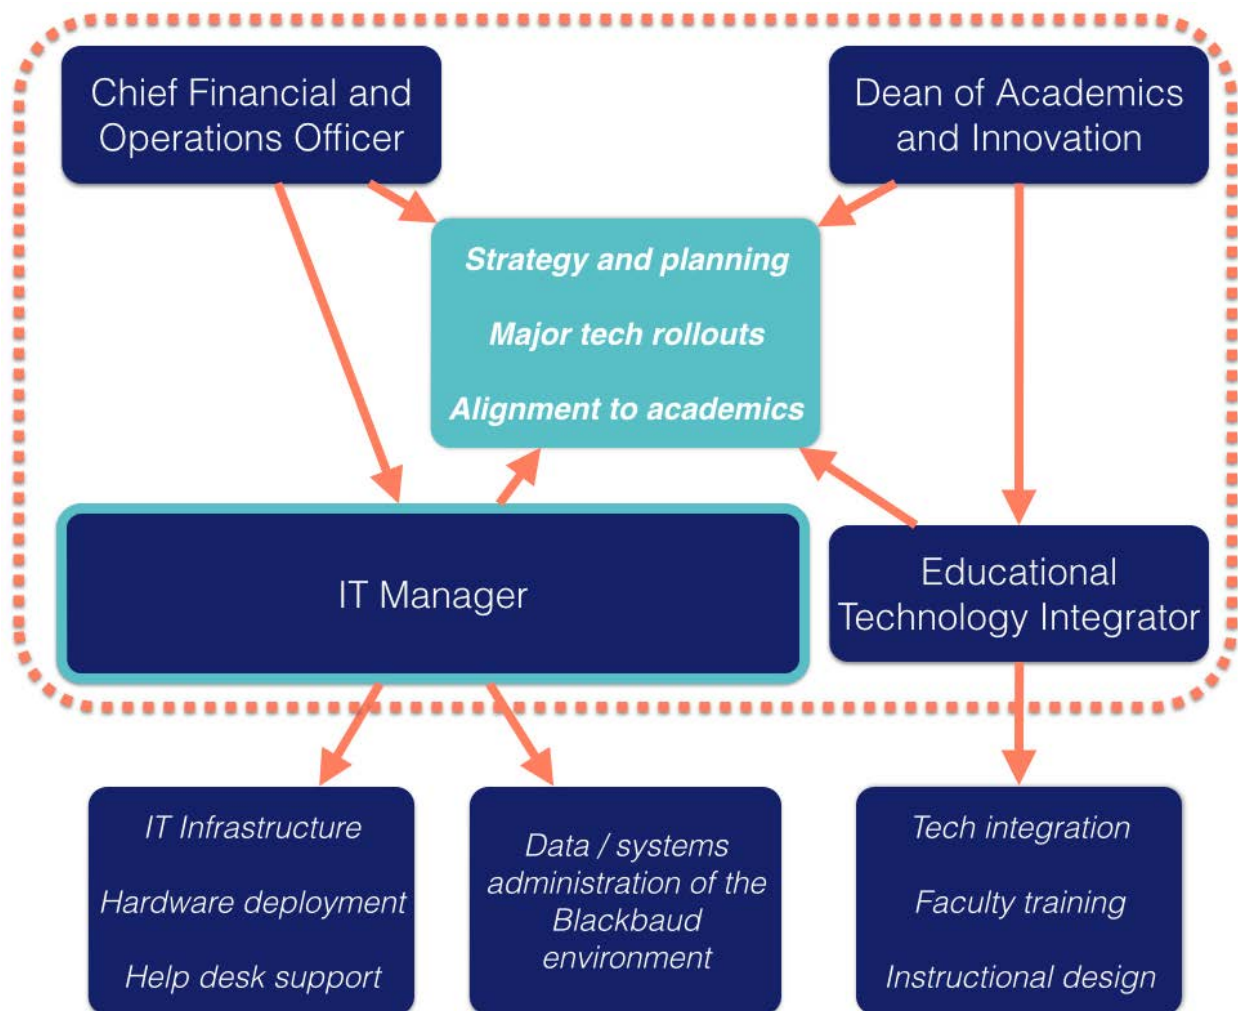 Chief Financial and
Operations Officer
Dean of Academics
and Innovation
Strategy and planning
Major tech rollouts
Alignment to academics
IT Manager
Educational
Technology Integrator
IT Infrastructure
Hardware deployment
Help desk support
Data / systems
administration of the
Blackbaud
environment
Tech integration
Faculty training
Instructional design